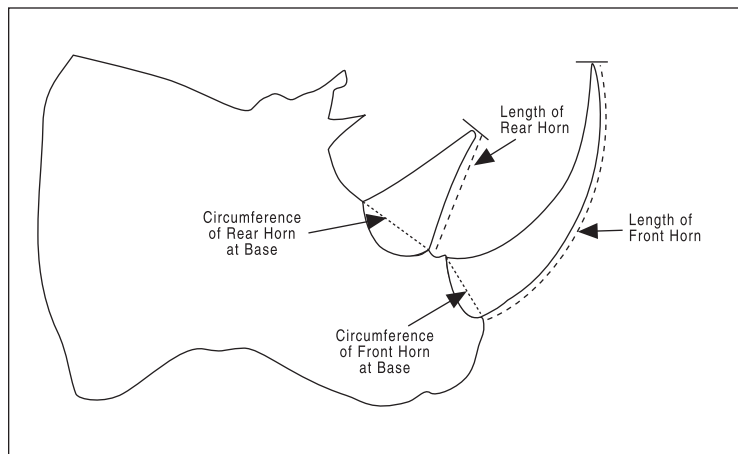 Length of
Rear Horn
Circumference
of Rear Horn
at Base
Length of
Front Horn
Circumference
of Front Horn
at Base